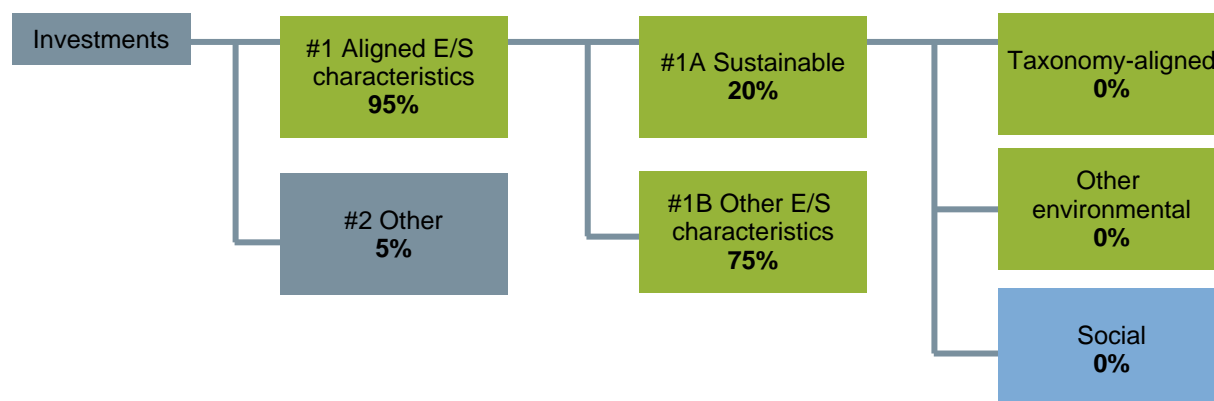 Investments
#1 Aligned E/S
characteristics
95%
#2 Other
5%
#1A Sustainable
20%
#1B Other E/S
characteristics
75%
Taxonomy-aligned
0%
Other
environmental
0%
Social
0%